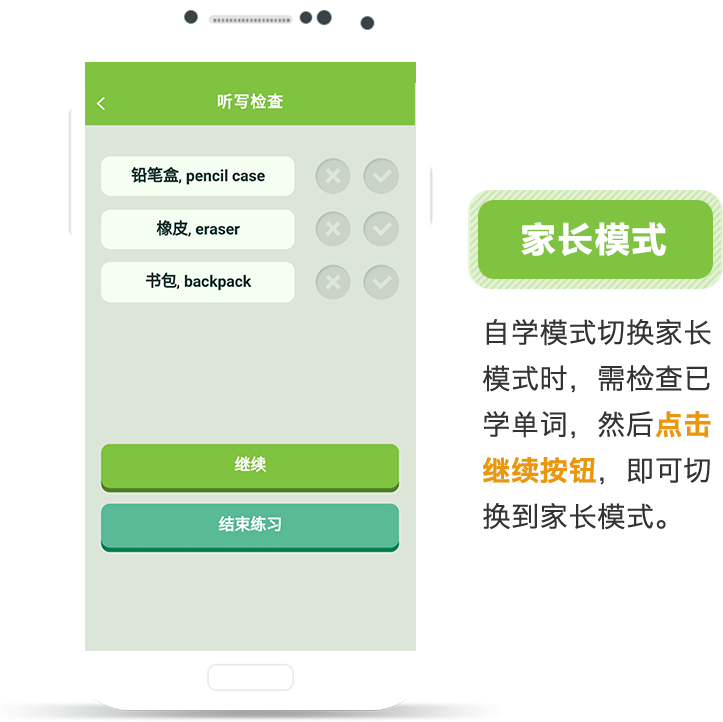 听写检查
铅笔盒, pencil case
橡皮, eraser
书包, backpack
继续
结束练习
家长模式
自学模式切换家长
模式时，需检查已
学单词，然后点击
继续按钮，即可切
换到家长模式。